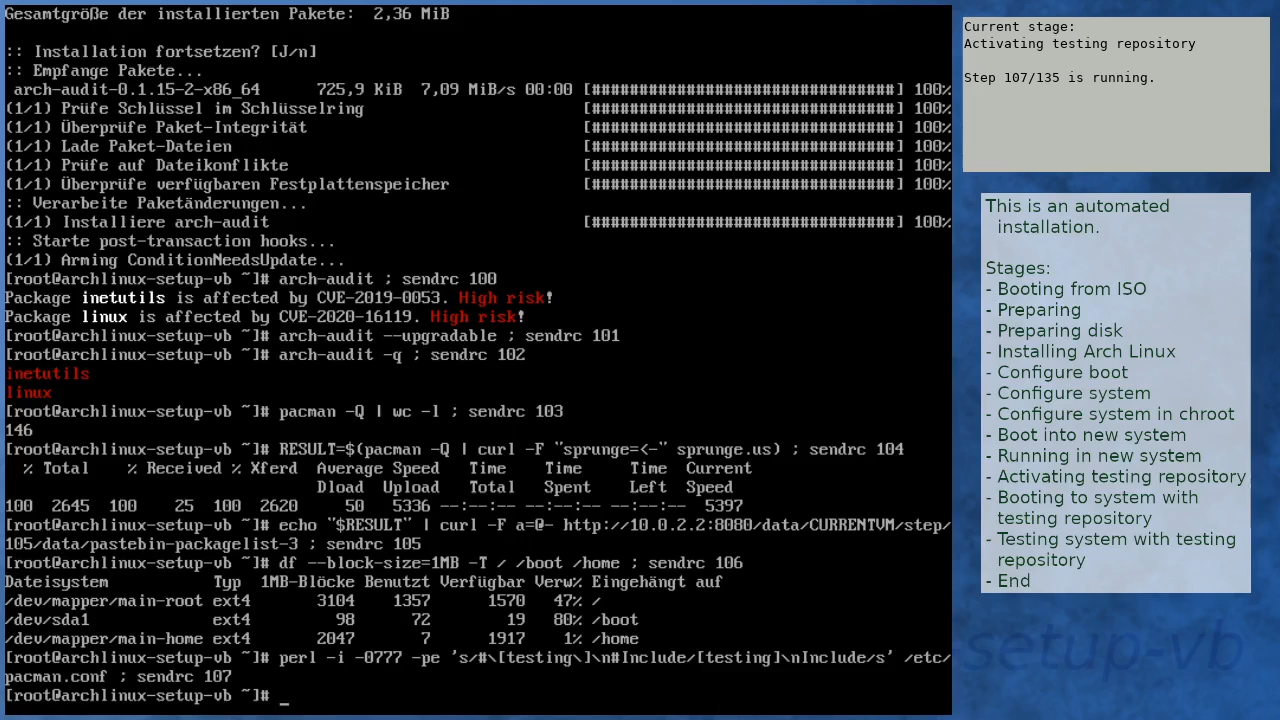 Gesamtgröße der installierten Pakete:  2,36 MiB
:: Installation fortsetzen? [J/n]
:: Empfange Pakete...
 arch-audit-0.1.15-2-x86_64      725,9 KiB  7,09 MiB/s 00:00 [################################] 100%
(1/1) Prüfe Schlüssel im Schlüsselring                       [################################] 100%
(1/1) Überprüfe Paket-Integrität                             [################################] 100%
(1/1) Lade Paket-Dateien                                     [################################] 100%
(1/1) Prüfe auf Dateikonflikte                               [################################] 100%
(1/1) Überprüfe verfügbaren Festplattenspeicher              [################################] 100%
:: Verarbeite Paketänderungen...
(1/1) Installiere arch-audit                                 [################################] 100%
:: Starte post-transaction hooks...
(1/1) Arming ConditionNeedsUpdate...
[root@archlinux-setup-vb ~]# arch-audit ; sendrc 100
Package inetutils is affected by CVE-2019-0053. High risk!
Package linux is affected by CVE-2020-16119. High risk!
[root@archlinux-setup-vb ~]# arch-audit --upgradable ; sendrc 101
[root@archlinux-setup-vb ~]# arch-audit -q ; sendrc 102
inetutils
linux
[root@archlinux-setup-vb ~]# pacman -Q | wc -l ; sendrc 103
146
[root@archlinux-setup-vb ~]# RESULT=$(pacman -Q | curl -F "sprunge=<-" sprunge.us) ; sendrc 104
  % Total    % Received % Xferd  Average Speed   Time    Time     Time  Current
                                 Dload  Upload   Total   Spent    Left  Speed
100  2645  100    25  100  2620     50   5336 --:--:-- --:--:-- --:--:--  5397
[root@archlinux-setup-vb ~]# echo "$RESULT" | curl -F a=@- http://10.0.2.2:8080/data/CURRENTVM/step/
105/data/pastebin-packagelist-3 ; sendrc 105
[root@archlinux-setup-vb ~]# df --block-size=1MB -T / /boot /home ; sendrc 106
Dateisystem           Typ  1MB-Blöcke Benutzt Verfügbar Verw% Eingehängt auf
/dev/mapper/main-root ext4       3104    1357      1570   47% /
/dev/sda1             ext4         98      72        19   80% /boot
/dev/mapper/main-home ext4       2047       7      1917    1% /home
[root@archlinux-setup-vb ~]# perl -i -0777 -pe 's/#\[testing\]\n#Include/[testing]\nInclude/s' /etc/
pacman.conf ; sendrc 107
[root@archlinux-setup-vb ~]# _
Current stage:
Activating testing repository
Step 107/135 is running.
This is an automated
installation.
Stages:
- Booting from ISO
- Preparing
- Preparing disk
- Installing Arch Linux
- Configure boot
- Configure system
- Configure system in chroot
- Boot into new system
- Running in new system
- Activating testing repository
- Booting to system with
testing repository
- Testing system with testing
repository
- End
setup-vb